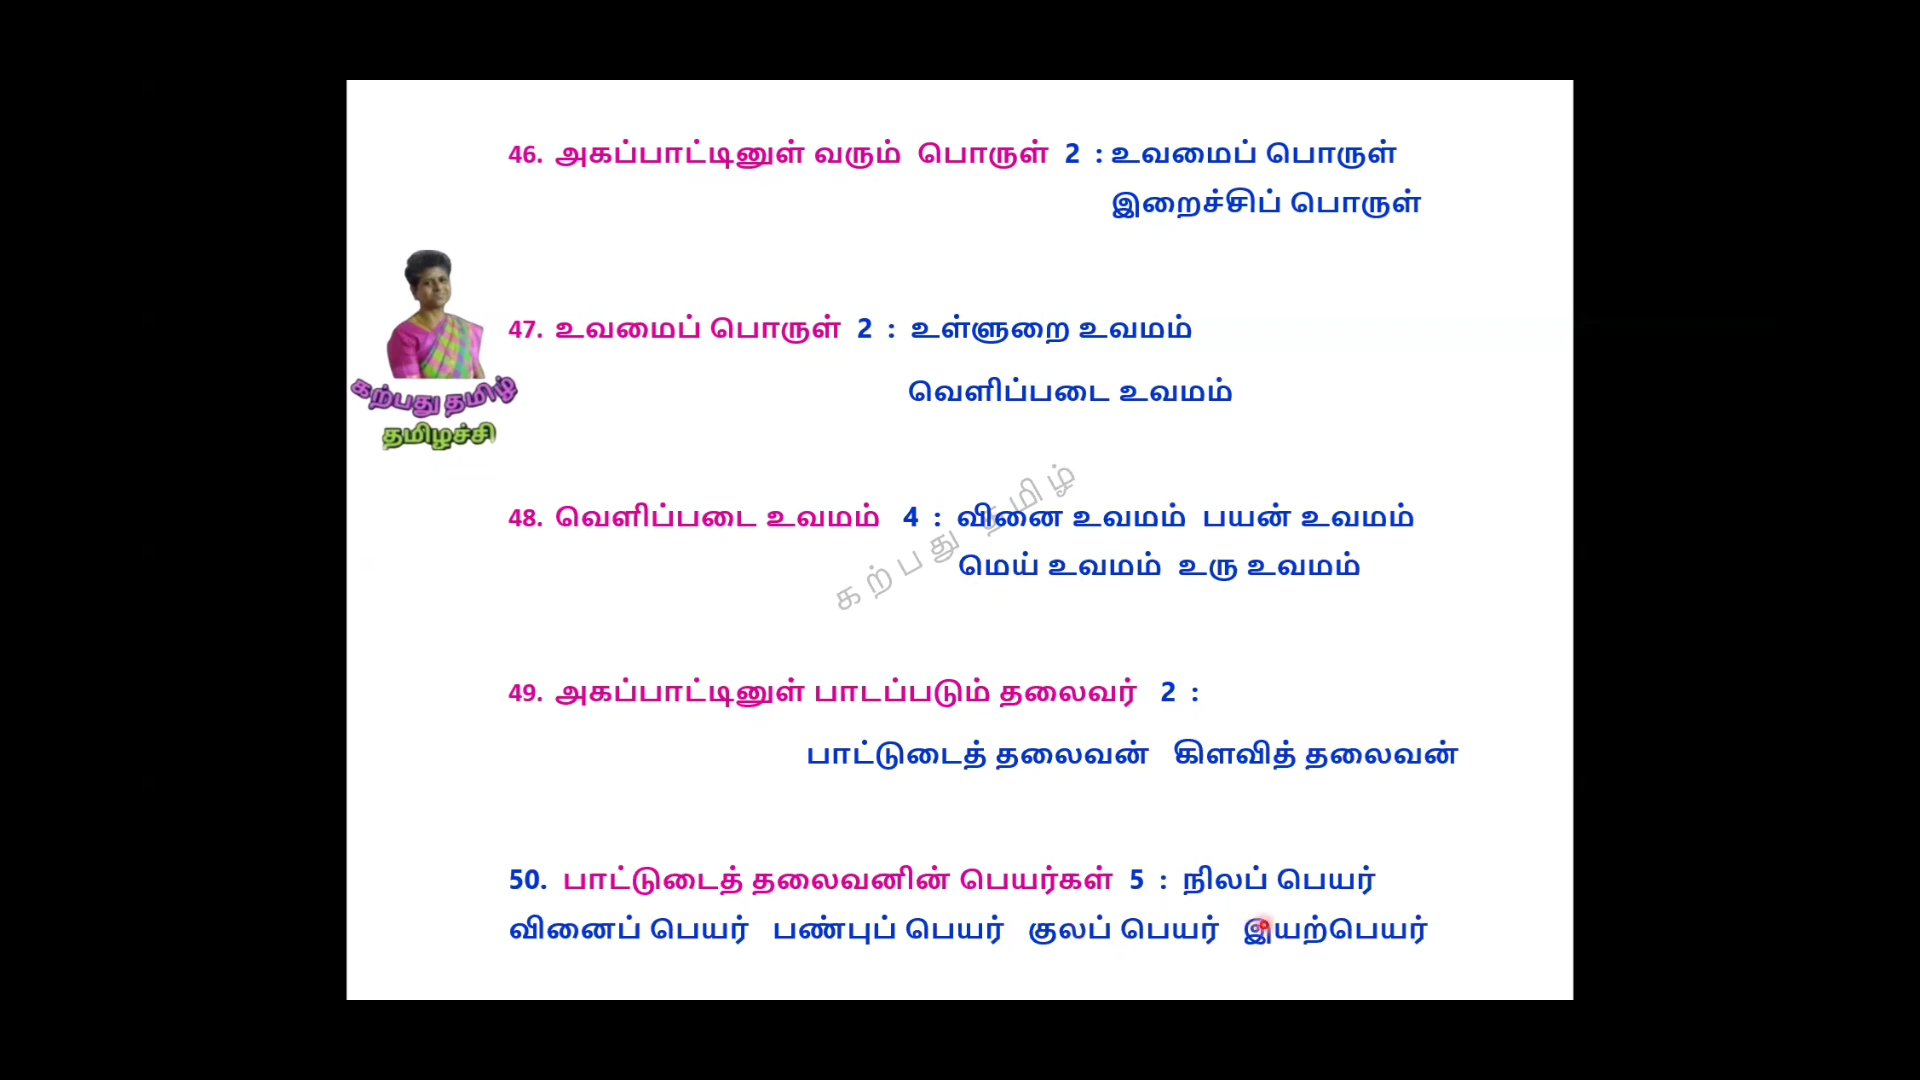 46. அகப்பாட்டினுள் வரும் பொருள் 2 : உவமைப் பொருள்
இறைச்சிப் பொருள்
47. உவமைப் பொருள் 2 : உள்ளுறை உவமம்
வெளிப்படை உவமம்
கற்பது தமிழ்
தமிழச்சி
கற்பது தமிழ்
48. வெளிப்படை உவமம் 4 : வினை உவமம் பயன் உவமம்
மெய் உவமம் உரு உவமம்
49. அகப்பாட்டினுள் பாடப்படும் தலைவர் 2 :
பாட்டுடைத் தலைவன் கிளவித் தலைவன்
50. பாட்டுடைத் தலைவனின் பெயர்கள் 5 : நிலப் பெயர்
வினைப் பெயர் பண்புப் பெயர் குலப் பெயர் இயற்பெயர்